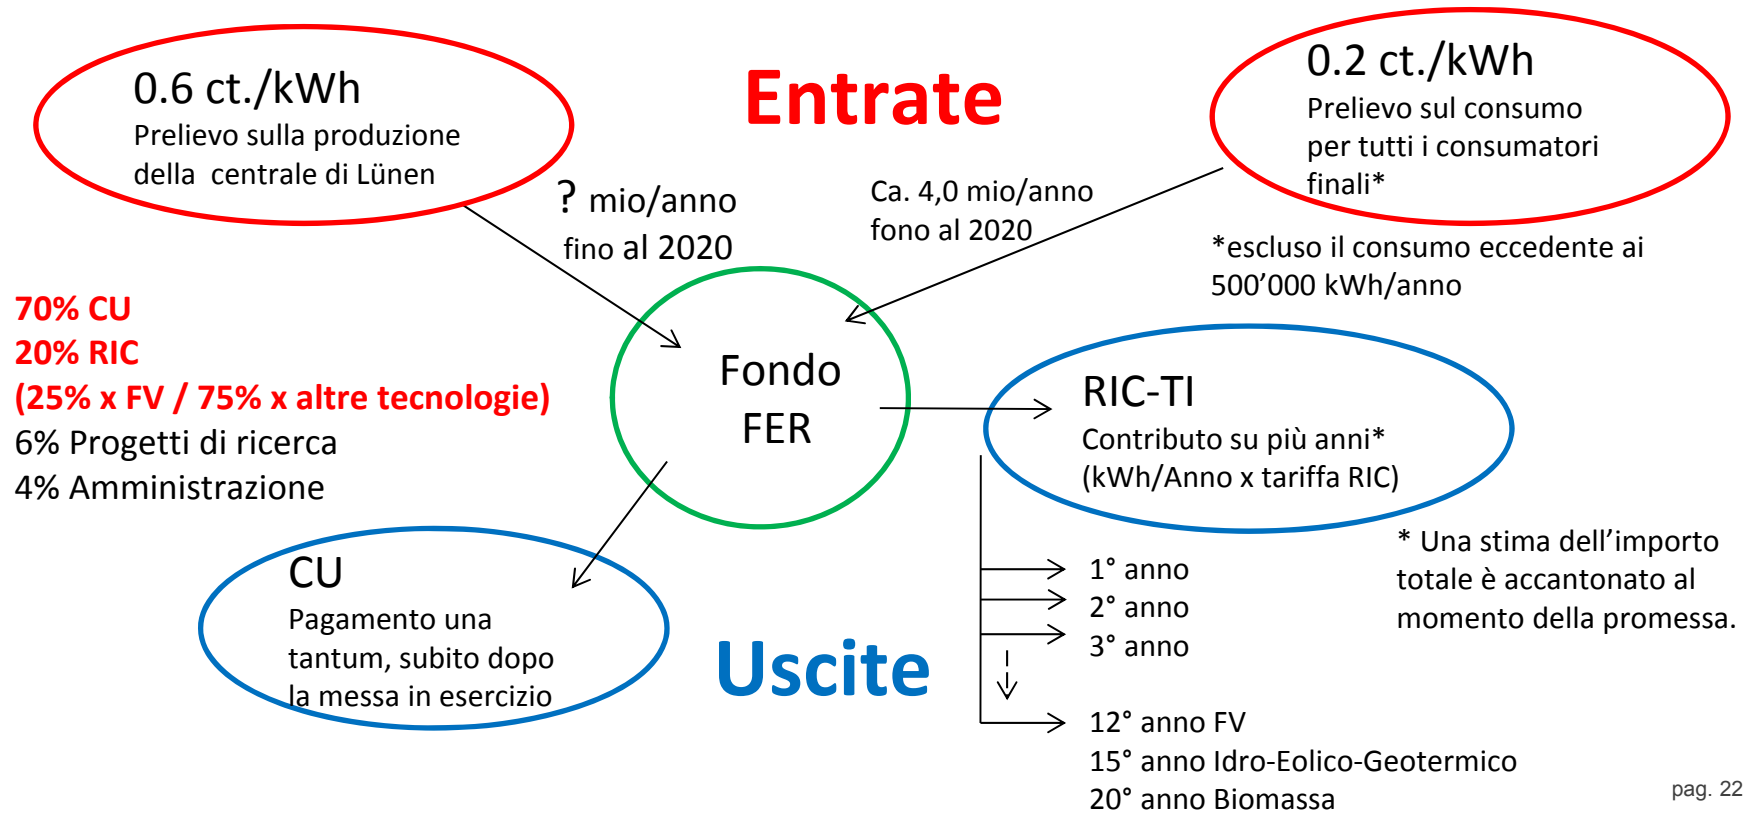 0.6 ct./kWh
Prelievo sulla produzione
della centrale di Lünen
Entrate
0.2 ct./kWh
Prelievo sul consumo
per tutti i consumatori
finali*
? mio/anno
fino al 2020
Ca. 4,0 mio/anno
fono al 2020
*escluso il consumo eccedente ai
500’000 kWh/anno
70% CU
20% RIC
(25% x FV / 75% x altre tecnologie)
6% Progetti di ricerca
4% Amministrazione
Fondo
FER
RIC-TI
Contributo su più anni*
(kWh/Anno x tariffa RIC)
* Una stima dell’importo
totale è accantonato al
momento della promessa.
CU
Pagamento una
tantum, subito dopo
la messa in esercizio
Uscite
1° anno
2° anno
3° anno
12° anno FV
15° anno Idro-Eolico-Geotermico
20° anno Biomassa
pag. 22